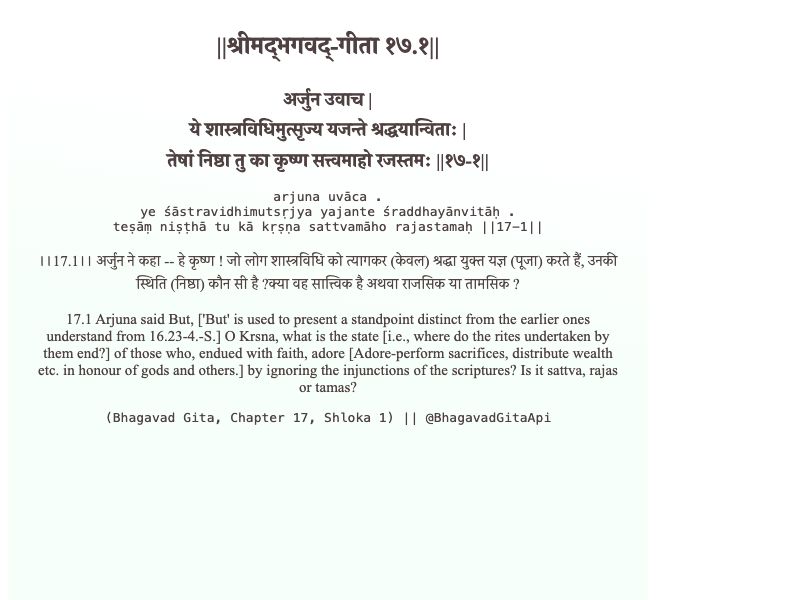 ||श्रीमद्‍भगवद्‍-गीता १७.१||
अर्जुन उवाच |
ये शास्त्रविधिमुत्सृज्य यजन्ते श्रद्धयान्विताः |
तेषां निष्ठा तु का कृष्ण सत्त्वमाहो रजस्तमः ||१७-१||
arjuna uvāca .
ye śāstravidhimutsṛjya yajante śraddhayānvitāḥ .
teṣāṃ niṣṭhā tu kā kṛṣṇa sattvamāho rajastamaḥ ||17-1||
।।17.1।। अर्जुन ने कहा -- हे कृष्ण ! जो लोग शास्त्रविधि को त्यागकर (केवल) श्रद्धा युक्त यज्ञ (पूजा) करते हैं, उनकी
स्थिति (निष्ठा) कौन सी है ?क्या वह सात्त्विक है अथवा राजसिक या तामसिक ?
17.1 Arjuna said But, ['But' is used to present a standpoint distinct from the earlier ones
understand from 16.23-4.-S.] O Krsna, what is the state [i.e., where do the rites undertaken by
them end?] of those who, endued with faith, adore [Adore-perform sacrifices, distribute wealth
etc. in honour of gods and others.] by ignoring the injunctions of the scriptures? Is it sattva, rajas
or tamas?
(Bhagavad Gita, Chapter 17, Shloka 1) || @BhagavadGitaApi